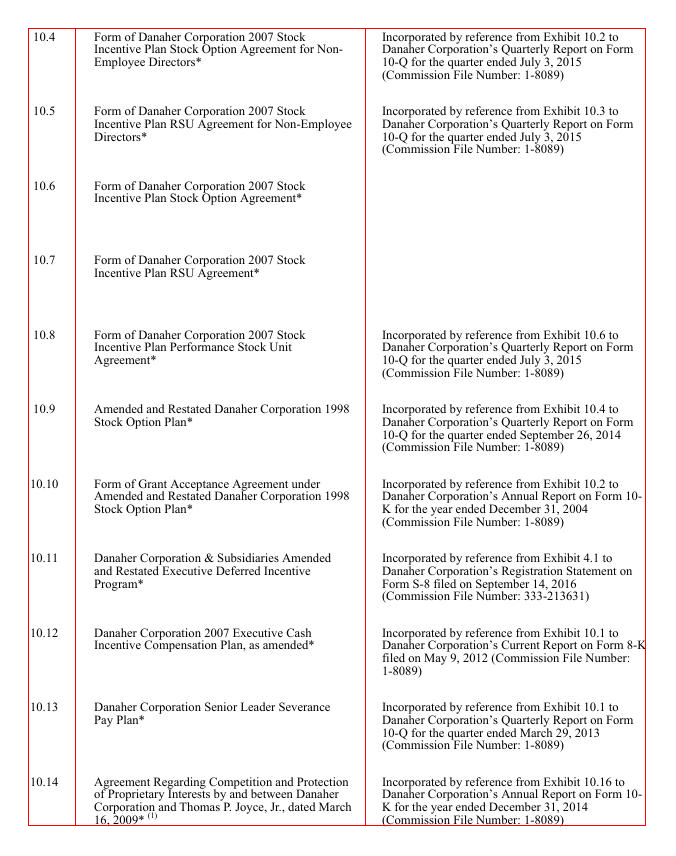 10.4
Form of Danaher Corporation 2007 Stock
Incentive Plan Stock Option Agreement for Non-
Employee Directors*
Incorporated by reference from Exhibit 10.2 to
Danaher Corporation’s Quarterly Report on Form
10-Q for the quarter ended July 3, 2015
(Commission File Number: 1-8089)
10.5
Form of Danaher Corporation 2007 Stock
Incentive Plan RSU Agreement for Non-Employee
Directors*
Incorporated by reference from Exhibit 10.3 to
Danaher Corporation’s Quarterly Report on Form
10-Q for the quarter ended July 3, 2015
(Commission File Number: 1-8089)
10.6
Form of Danaher Corporation 2007 Stock
Incentive Plan Stock Option Agreement*
10.7
Form of Danaher Corporation 2007 Stock
Incentive Plan RSU Agreement*
10.8
Form of Danaher Corporation 2007 Stock
Incentive Plan Performance Stock Unit
Agreement*
Incorporated by reference from Exhibit 10.6 to
Danaher Corporation’s Quarterly Report on Form
10-Q for the quarter ended July 3, 2015
(Commission File Number: 1-8089)
10.9
Amended and Restated Danaher Corporation 1998
Stock Option Plan*
Incorporated by reference from Exhibit 10.4 to
Danaher Corporation’s Quarterly Report on Form
10-Q for the quarter ended September 26, 2014
(Commission File Number: 1-8089)
10.10
Form of Grant Acceptance Agreement under
Amended and Restated Danaher Corporation 1998
Stock Option Plan*
Incorporated by reference from Exhibit 10.2 to
Danaher Corporation’s Annual Report on Form 10-
K for the year ended December 31, 2004
(Commission File Number: 1-8089)
10.11
Danaher Corporation & Subsidiaries Amended
and Restated Executive Deferred Incentive
Program*
Incorporated by reference from Exhibit 4.1 to
Danaher Corporation’s Registration Statement on
Form S-8 filed on September 14, 2016
(Commission File Number: 333-213631)
10.12
Danaher Corporation 2007 Executive Cash
Incentive Compensation Plan, as amended*
Incorporated by reference from Exhibit 10.1 to
Danaher Corporation’s Current Report on Form 8-K
filed on May 9, 2012 (Commission File Number:
1-8089)
10.13
Danaher Corporation Senior Leader Severance
Pay Plan*
Incorporated by reference from Exhibit 10.1 to
Danaher Corporation’s Quarterly Report on Form
10-Q for the quarter ended March 29, 2013
(Commission File Number: 1-8089)
10.14
Agreement Regarding Competition and Protection
of Proprietary Interests by and between Danaher
Corporation and Thomas P. Joyce, Jr., dated March
16, 2009* (1)
Incorporated by reference from Exhibit 10.16 to
Danaher Corporation’s Annual Report on Form 10-
K for the year ended December 31, 2014
(Commission File Number: 1-8089)